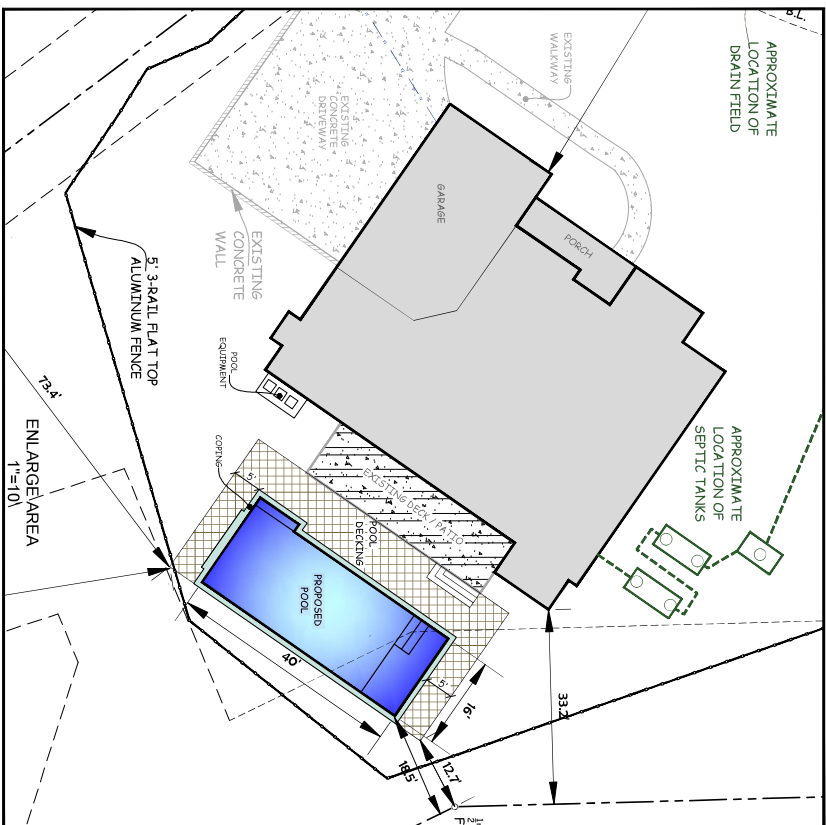 B.L.
APPROXIMATE
LOCATION OF
DRAIN FIELD
EXISTING
WALKWAY
EXISTING
CONCRETE
DRIVEWAY
GARAGE
PORCH
EXISTING
CONCRETE
WALL
5' 3-RAIL FLAT TOP
ALUMINUM FENCE
POOL
EQUIPMENT
73.4'
ENLARGE AREA
1"=10'
COPING
5'
EXISTING DECK / PATIO
POOL
DECKING
APPROXIMATE
LOCATION OF
SEPTIC TANKS
PROPOSED
POOL
40'
5'
16'
33.2'
12.7'
18.5'